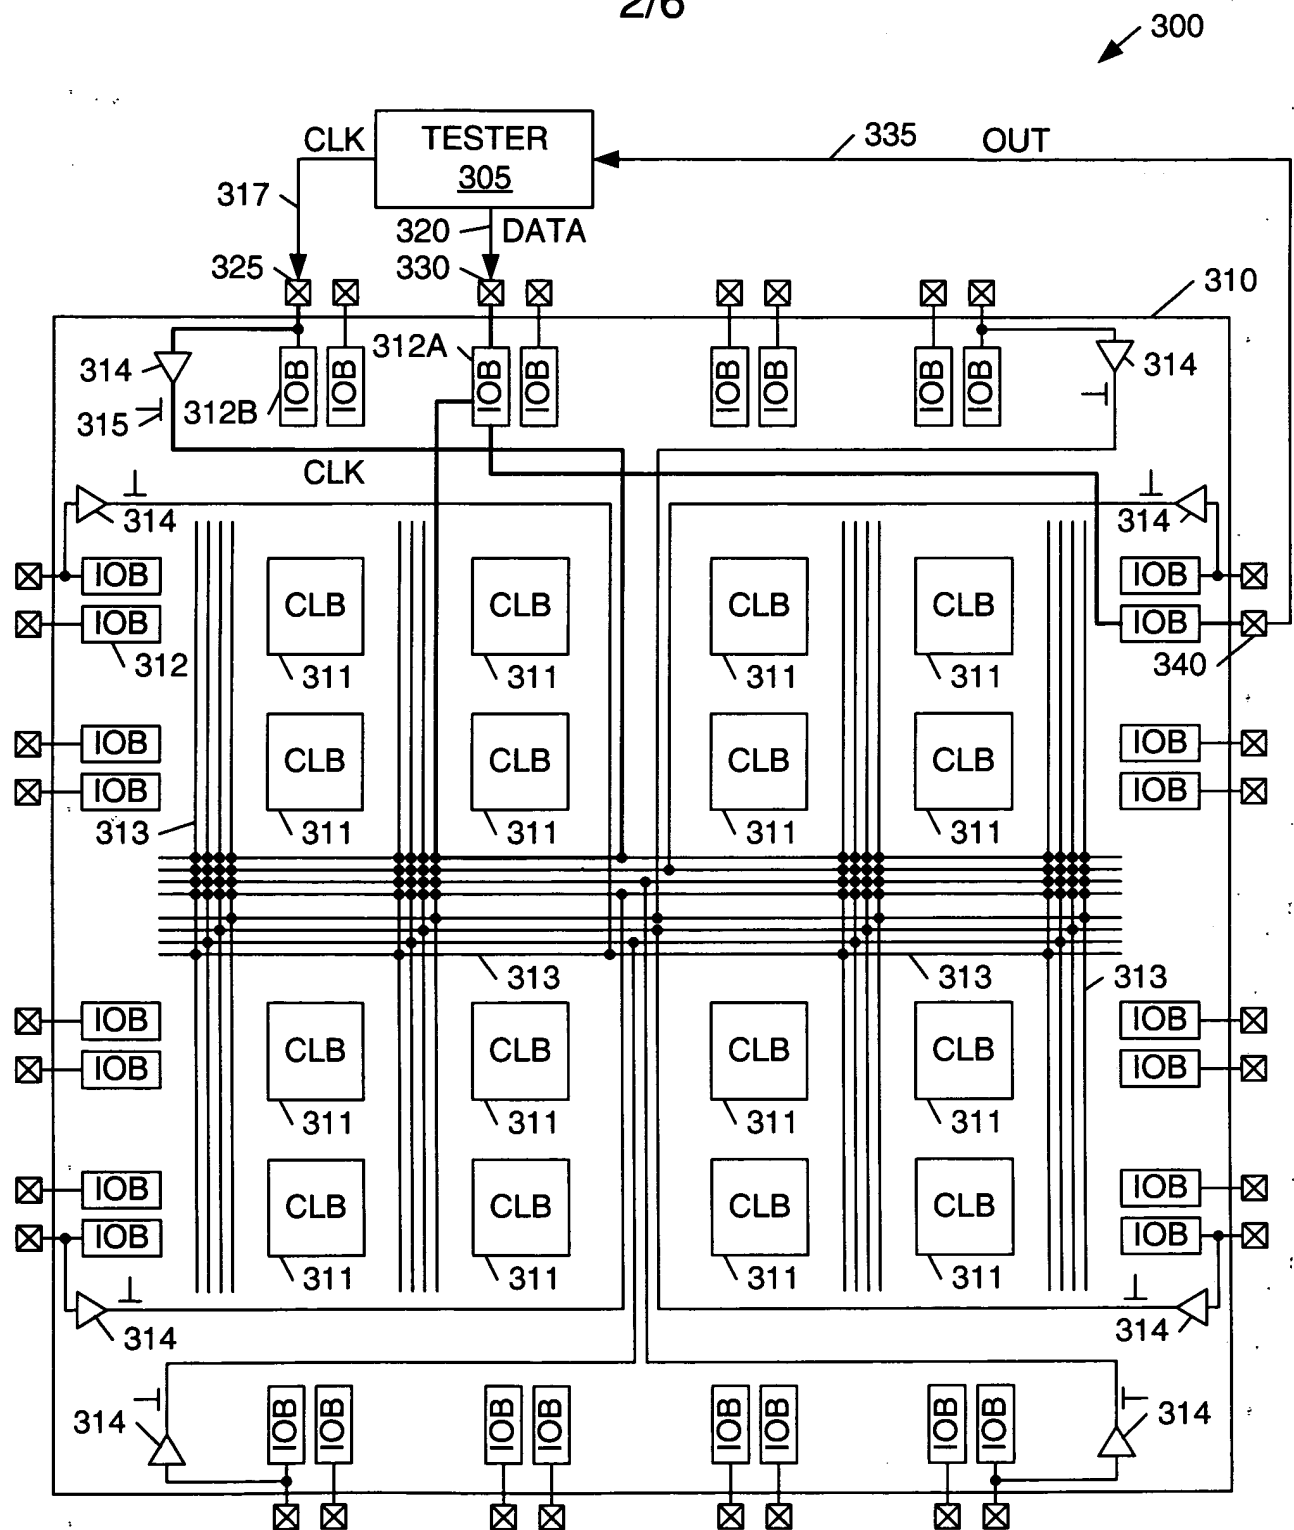 2/6
300
CLK
TESTER
305
335
OUT
317
320
DATA
325
330
310
314
312A
IOB
IOB
IOB
IOB
IOB
IOB
IOB
IOB
314
315
312B
CLK
314
314
IOB
CLB
CLB
CLB
CLB
IOB
IOB
IOB
312
311
311
311
311
340
IOB
CLB
CLB
CLB
CLB
IOB
IOB
IOB
313
311
311
311
311
313
313
313
IOB
CLB
CLB
CLB
CLB
IOB
IOB
IOB
311
311
311
311
IOB
CLB
CLB
CLB
CLB
IOB
IOB
IOB
311
311
311
311
314
314
314
IOB
IOB
IOB
IOB
IOB
IOB
IOB
IOB
314